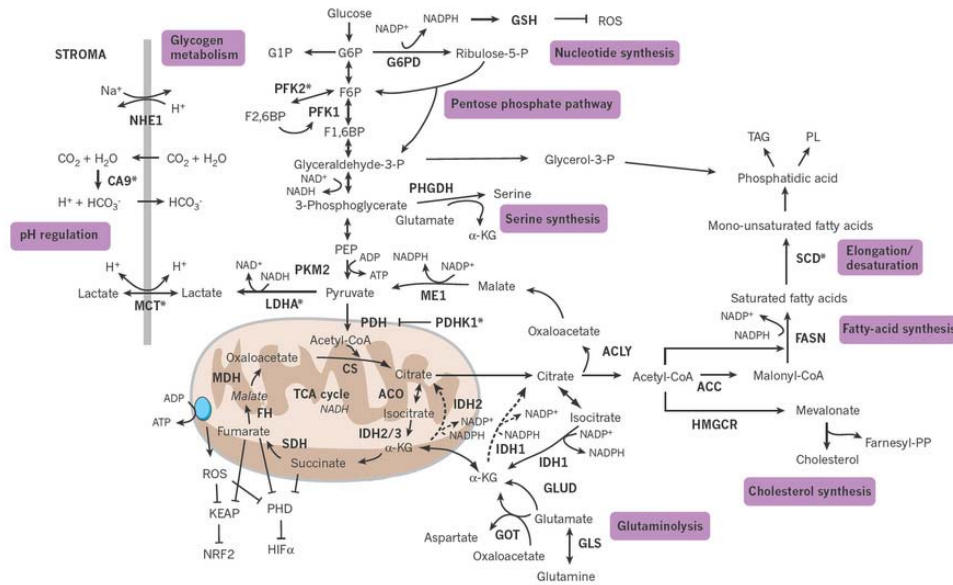 Glucose
NADP⁺
NADPH
GSH
ROS
Glycogen
metabolism
STROMA
G1P
G6P
G6PD
Ribulose-5-P
Nucleotide synthesis
Na⁺
H⁺
NHE1
PFK2*
F6P
PFK1
F2,6BP
F1,6BP
Pentose phosphate pathway
CO₂ + H₂O
CO₂ + H₂O
CA9*
H⁺ + HCO₃⁻
HCO₃⁻
pH regulation
Glyceraldehyde-3-P
NAD⁺
NADH
3-Phosphoglycerate
PHGDH
Serine
Glutamate
α-KG
Serine synthesis
Glycerol-3-P
TAG
PL
Phosphatidic acid
Mono-unsaturated fatty acids
SCD*
Elongation/
desaturation
Saturated fatty acids
NADP⁺
NADPH
FASN
Fatty-acid synthesis
PEP
ADP
ATP
PKM2
H⁺
H⁺
Lactate
MCT*
Lactate
NAD⁺
NADH
LDHA*
Pyruvate
NADPH
NADP⁺
ME1
Malate
PDH
PDHK1*
Oxaloacetate
Acetyl-CoA
Oxaloacetate
CS
Citrate
Citrate
ACLY
Acetyl-CoA
ACC
Malonyl-CoA
MDH
Malate
TCA cycle
NADH
ACO
Isocitrate
IDH2
NADP⁺
NADPH
NADP⁺
NADPH
IDH1
Isocitrate
NADP⁺
NADPH
IDH1
HMGCR
Mevalonate
Farnesyl-PP
Cholesterol
Cholesterol synthesis
ADP
ATP
FH
Fumarate
SDH
IDH2/3
α-KG
Succinate
α-KG
GLUD
ROS
KEAP
NRF2
PHD
HIFα
Glutamate
Glutaminolysis
Aspartate
GOT
Oxaloacetate
GLS
Glutamine